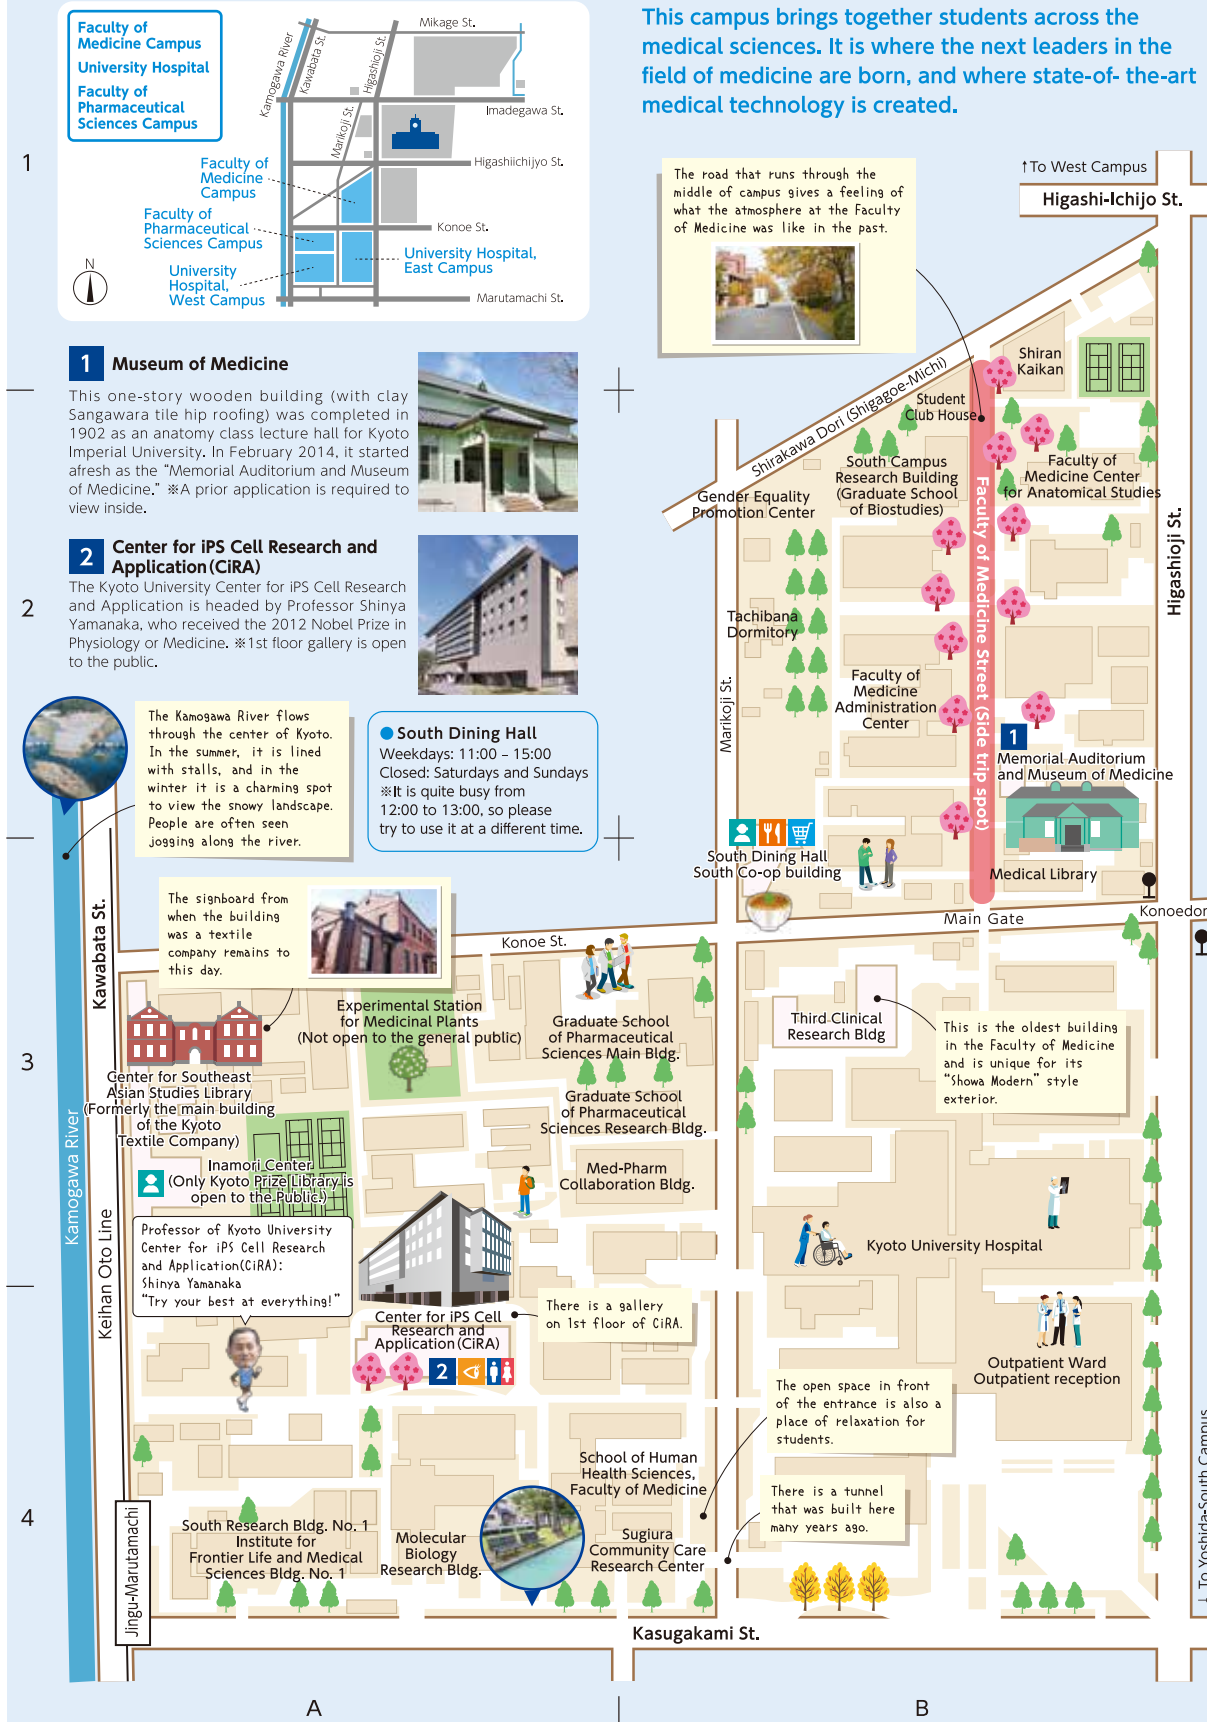 Faculty of
Medicine Campus
University Hospital
Faculty of
Pharmaceutical
Sciences Campus
Mikage St.
Kamogawa River
Kawabata St.
Higashioji St.
Marikoji St.
Imadegawa St.
Higashiichijyo St.
Faculty of
Medicine
Campus
Faculty of
Pharmaceutical
Sciences Campus
Konoe St.
University Hospital,
East Campus
University
Hospital,
West Campus
Marutamachi St.
N
This campus brings together students across the
medical sciences. It is where the next leaders in the
field of medicine are born, and where state-of- the-art
medical technology is created.
1
2
3
4
A
B
1 Museum of Medicine
This one-story wooden building (with clay
Sangawara tile hip roofing) was completed in
1902 as an anatomy class lecture hall for Kyoto
Imperial University. In February 2014, it started
afresh as the “Memorial Auditorium and Museum
of Medicine.” ※A prior application is required to
view inside.
2 Center for iPS Cell Research and
Application(CiRA)
The Kyoto University Center for iPS Cell Research
and Application is headed by Professor Shinya
Yamanaka, who received the 2012 Nobel Prize in
Physiology or Medicine. ※1st floor gallery is open
to the public.
The Kamogawa River flows
through the center of Kyoto.
In the summer, it is lined
with stalls, and in the
winter it is a charming spot
to view the snowy landscape.
People are often seen
jogging along the river.
South Dining Hall
Weekdays: 11:00 – 15:00
Closed: Saturdays and Sundays
※It is quite busy from
12:00 to 13:00, so please
try to use it at a different time.
The road that runs through the
middle of campus gives a feeling of
what the atmosphere at the Faculty
of Medicine was like in the past.
↑To West Campus
Higashi-Ichijo St.
Shirakawa Dori (Shigagoe-Michi)
Shiran
Kaikan
Student
Club House
South Campus
Research Building
(Graduate School
of Biostudies)
Faculty of
Medicine Center
for Anatomical Studies
Gender Equality
Promotion Center
Higashioji St.
Faculty of Medicine Street (Side trip spot)
Tachibana
Dormitory
Faculty of
Medicine
Administration
Center
Marikoji St.
1
Memorial Auditorium
and Museum of Medicine
South Dining Hall
South Co-op building
Medical Library
Main Gate
Konoedor
The signboard from
when the building
was a textile
company remains to
this day.
Kawabata St.
Konoe St.
Experimental Station
for Medicinal Plants
(Not open to the general public)
Graduate School
of Pharmaceutical
Sciences Main Bldg.
Third Clinical
Research Bldg
This is the oldest building
in the Faculty of Medicine
and is unique for its
“Showa Modern” style
exterior.
Center for Southeast
Asian Studies Library
(Formerly the main building
of the Kyoto
Textile Company)
Graduate School
of Pharmaceutical
Sciences Research Bldg.
Kamogawa River
Inamori Center
(Only Kyoto Prize Library is
open to the Public.)
Med-Pharm
Collaboration Bldg.
Keihan Oto Line
Professor of Kyoto University
Center for iPS Cell Research
and Application(CiRA):
Shinya Yamanaka
“Try your best at everything!”
Kyoto University Hospital
Center for iPS Cell
Research and
Application(CiRA)
2
There is a gallery
on 1st floor of CiRA.
Outpatient Ward
Outpatient reception
The open space in front
of the entrance is also a
place of relaxation for
students.
School of Human
Health Sciences,
Faculty of Medicine
There is a tunnel
that was built here
many years ago.
Jingu-Marutamachi
South Research Bldg. No. 1
Institute for
Frontier Life and Medical
Sciences Bldg. No. 1
Molecular
Biology
Research Bldg.
Sugiura
Community Care
Research Center
↓ To Yoshida-South Campus
Kasugakami St.